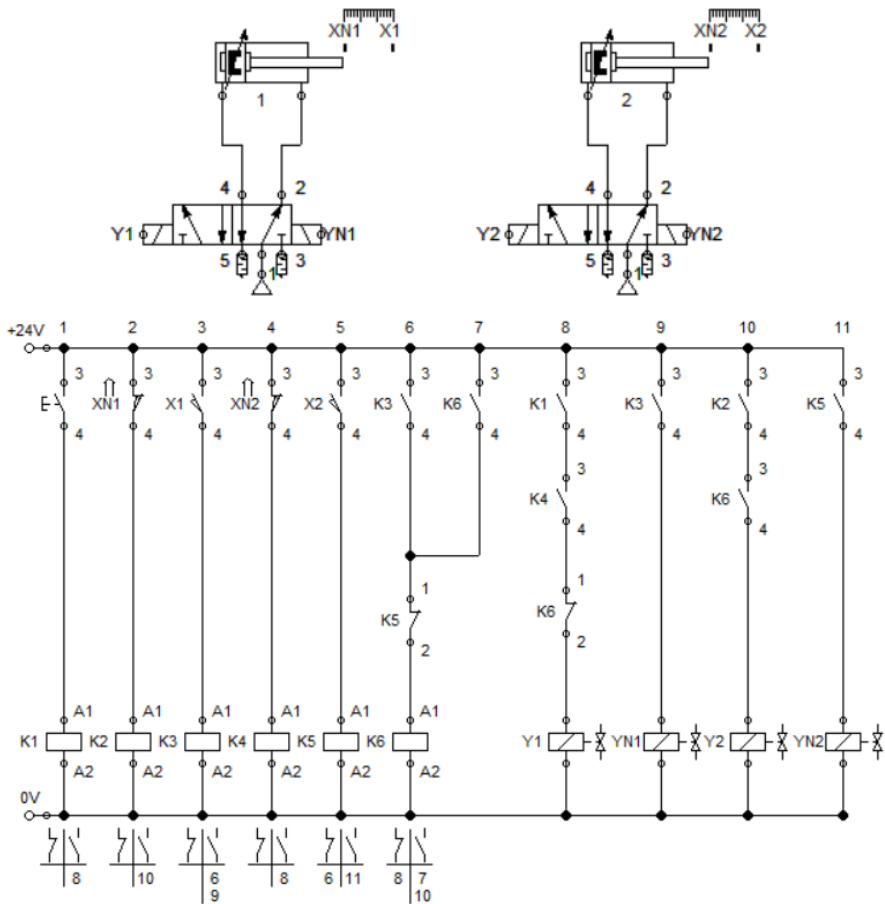 XN1 X1 XN2 X2
1 2
4 2 4 2
Y1 YN1 Y2 YN2
5 1 3 5 1 3
+24V 1 2 3 4 5 6 7 8 9 10 11
3 3 3 3 3 3 3 3 3 3 3
E XN1 X1 XN2 X2 K3 K6 K1 K3 K2 K5
4 4 4 4 4 4 4 4 4 4 4
3 3
K4 K6
4 4
1 1
K5 K6
2 2
A1 A1 A1 A1 A1 A1
K1 K2 K3 K4 K5 K6 Y1 YN1 Y2 YN2
A2 A2 A2 A2 A2 A2
0V
8 10 6 8 6 11 8 7
9 10